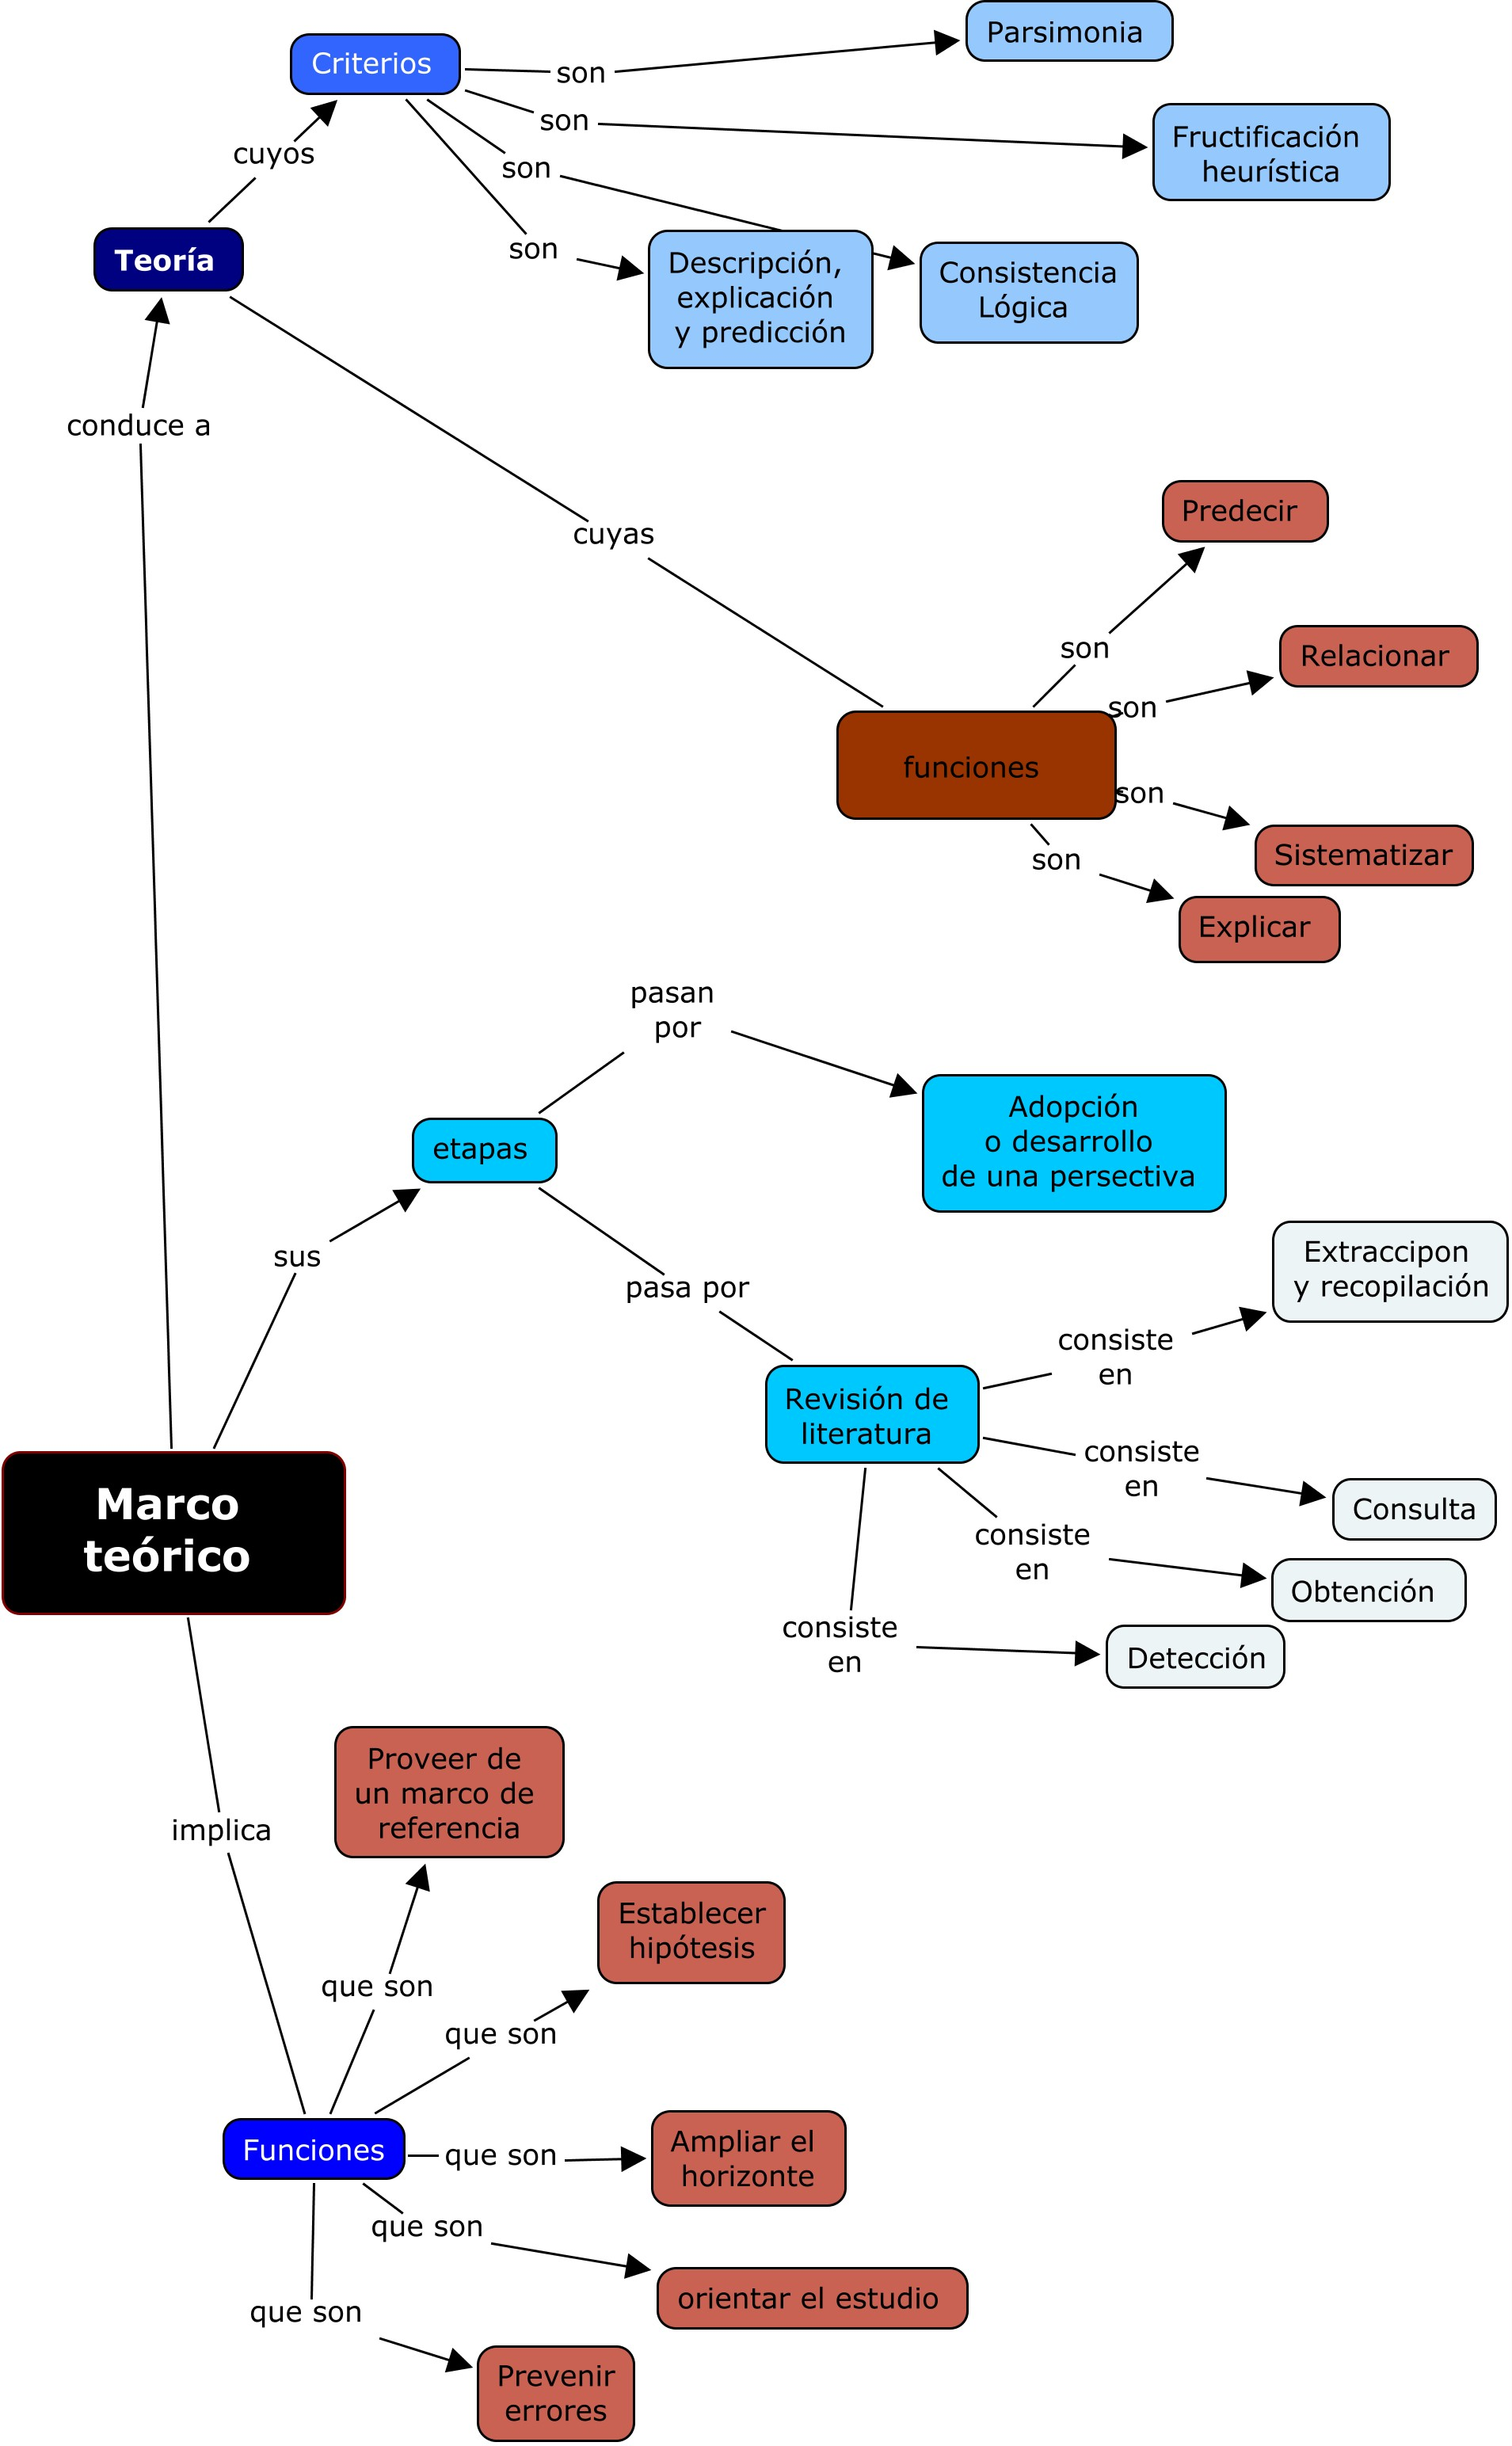 Parsimonia
Criterios
son
son
Fructificación
heurística
cuyos
son
son
Teoría
Descripción,
explicación
y predicción
Consistencia
Lógica
conduce a
cuyas
Predecir
son
Relacionar
son
funciones
son
Sistematizar
son
Explicar
pasan
por
Adopción
o desarrollo
de una persectiva
etapas
sus
pasa por
Extraccipon
y recopilación
consiste
en
Revisión de
literatura
consiste
en
Consulta
consiste
en
Obtención
Marco
teórico
consiste
en
Detección
Proveer de
un marco de
referencia
implica
Establecer
hipótesis
que son
que son
Funciones
que son
Ampliar el
horizonte
que son
orientar el estudio
que son
Prevenir
errores